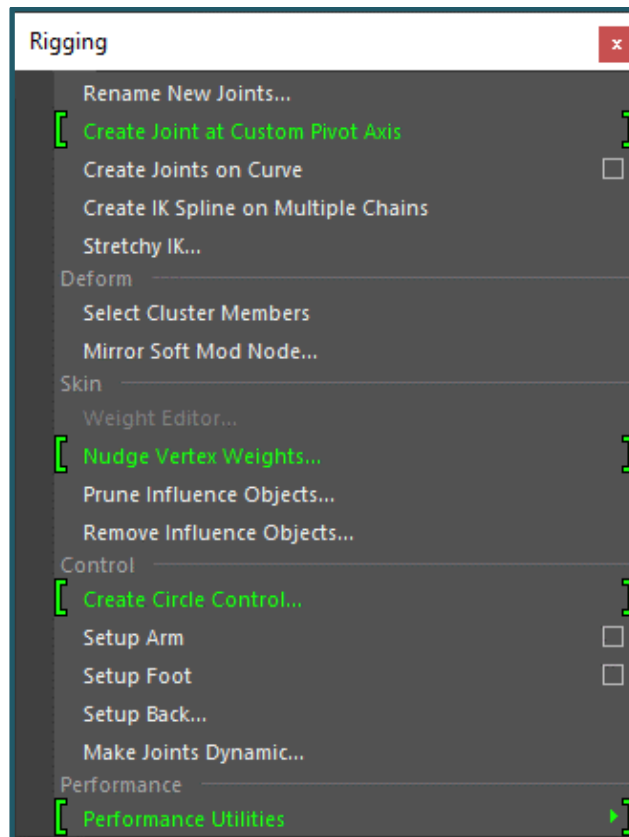 Rigging
x
Rename New Joints...
Create Joint at Custom Pivot Axis
Create Joints on Curve
Create IK Spline on Multiple Chains
Stretchy IK...
Deform
Select Cluster Members
Mirror Soft Mod Node...
Skin
Weight Editor...
Nudge Vertex Weights...
Prune Influence Objects...
Remove Influence Objects...
Control
Create Circle Control...
Setup Arm
Setup Foot
Setup Back...
Make Joints Dynamic...
Performance
Performance Utilities